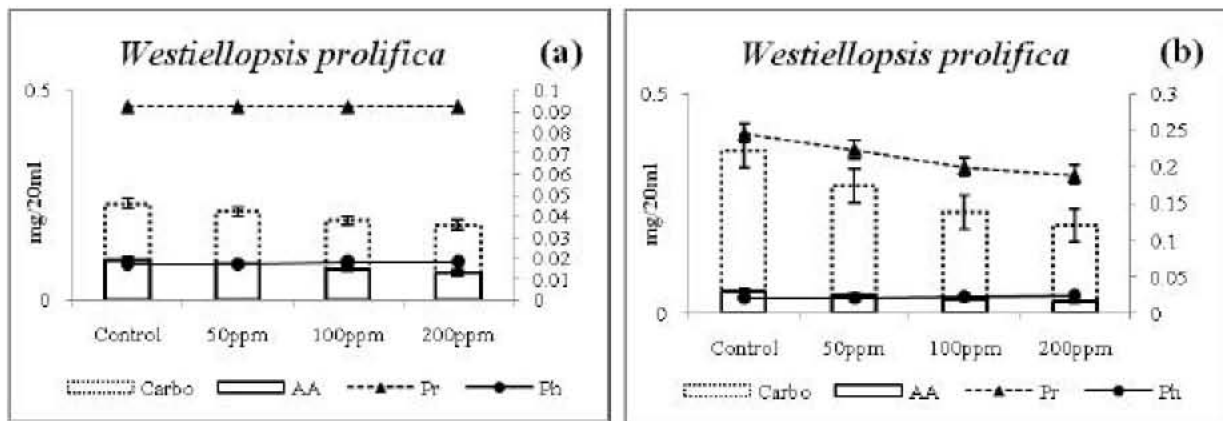 Westiellopsis prolifica (a)
0.5
0
mg/20ml
0.1
0.09
0.08
0.07
0.06
0.05
0.04
0.03
0.02
0.01
0
Control 50ppm 100ppm 200ppm
Carbo AA Pr Ph
Westiellopsis prolifica (b)
0.5
0
mg/20ml
0.3
0.25
0.2
0.15
0.1
0.05
0
Control 50ppm 100ppm 200ppm
Carbo AA Pr Ph